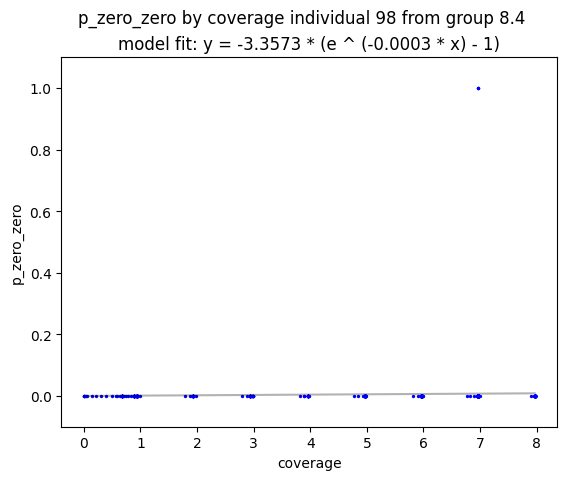 p_zero_zero by coverage individual 98 from group 8.4
model fit: y = -3.3573 * (e ^ (-0.0003 * x) - 1)
1.0
0.8
0.6
0.4
0.2
0.0
p_zero_zero
0 1 2 3 4 5 6 7 8
coverage